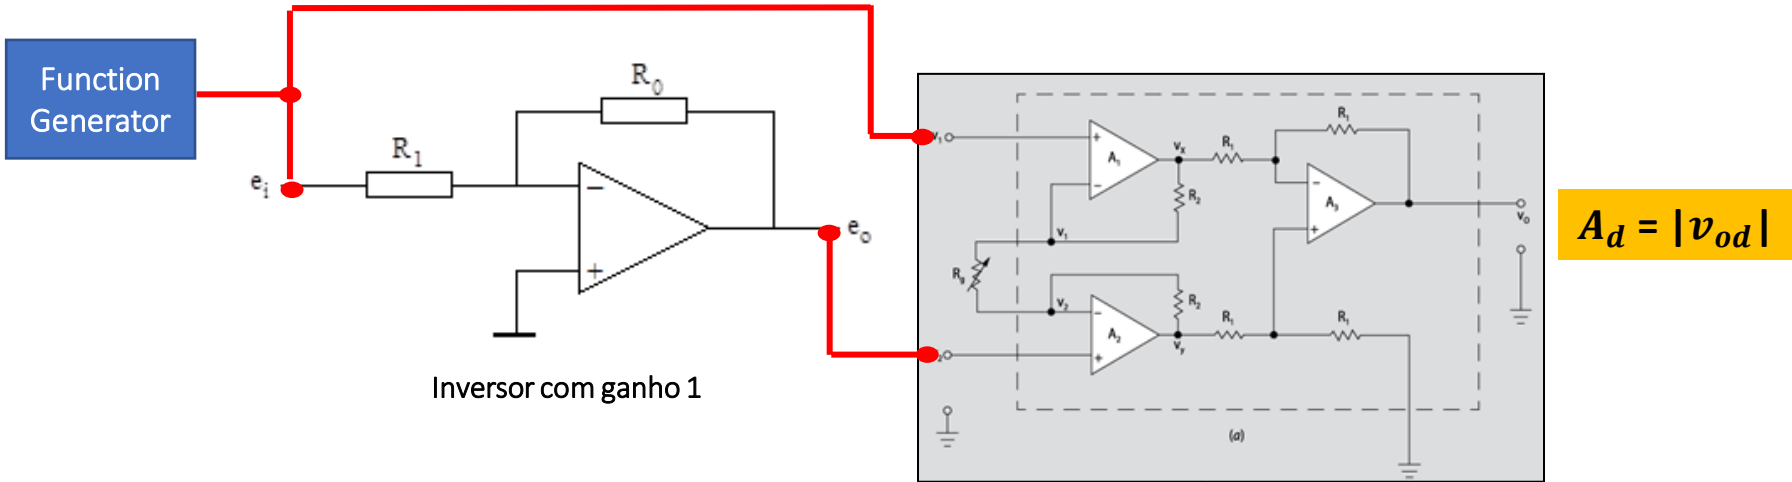 Function
Generator
R0
R1
ei
eo
Inversor com ganho 1
v1
+
A1
−
vx
R1
R1
R2
−
A3
+
vo
v1
Rg
v2
R2
−
A2
+
vy
R1
R1
2
(a)
Ad = |vod|